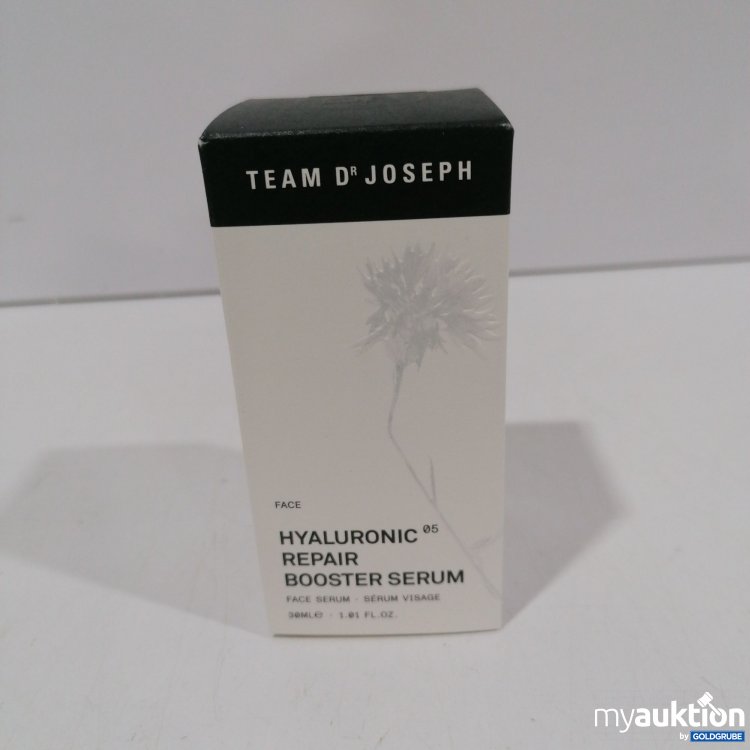 TEAM Dᴿ JOSEPH
FACE
HYALURONIC 05
REPAIR
BOOSTER SERUM
FACE SERUM · SÉRUM VISAGE
30ML℮ · 1.01 FL.OZ.
myauktion
by GOLDGRUBE